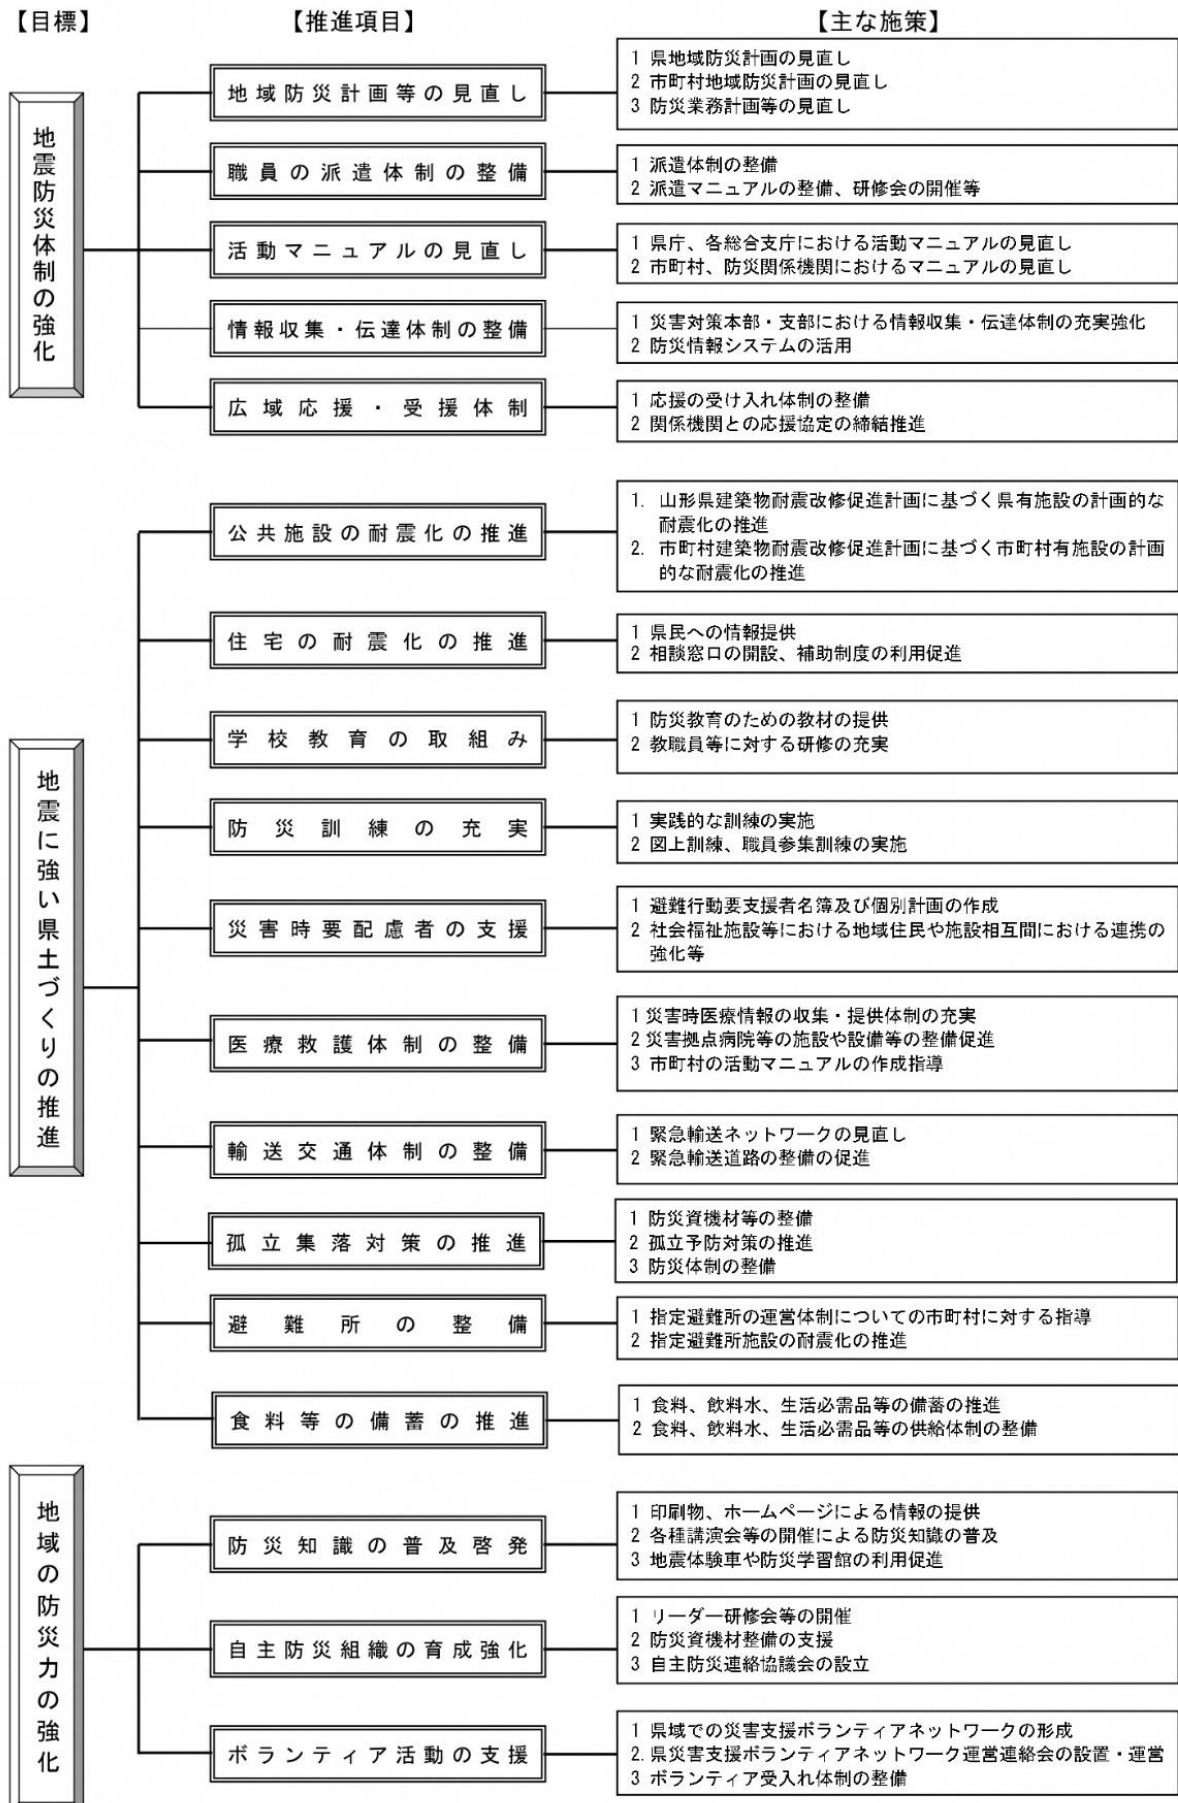 【目標】
【推進項目】
【主な施策】
地震防災体制の強化
地域防災計画等の見直し
1 県地域防災計画の見直し
2 市町村地域防災計画の見直し
3 防災業務計画等の見直し
職員の派遣体制の整備
1 派遣体制の整備
2 派遣マニュアルの整備、研修会の開催等
活動マニュアルの見直し
1 県庁、各総合支庁における活動マニュアルの見直し
2 市町村、防災関係機関におけるマニュアルの見直し
情報収集・伝達体制の整備
1 災害対策本部・支部における情報収集・伝達体制の充実強化
2 防災情報システムの活用
広域応援・受援体制
1 応援の受け入れ体制の整備
2 関係機関との応援協定の締結推進
地震に強い県土づくりの推進
公共施設の耐震化の推進
1. 山形県建築物耐震改修促進計画に基づく県有施設の計画的な
耐震化の推進
2. 市町村建築物耐震改修促進計画に基づく市町村有施設の計画
的な耐震化の推進
住宅の耐震化の推進
1 県民への情報提供
2 相談窓口の開設、補助制度の利用促進
学校教育の取組み
1 防災教育のための教材の提供
2 教職員等に対する研修の充実
防災訓練の充実
1 実践的な訓練の実施
2 図上訓練、職員参集訓練の実施
災害時要配慮者の支援
1 避難行動要支援者名簿及び個別計画の作成
2 社会福祉施設等における地域住民や施設相互間における連携の
強化等
医療救護体制の整備
1 災害時医療情報の収集・提供体制の充実
2 災害拠点病院等の施設や設備等の整備促進
3 市町村の活動マニュアルの作成指導
輸送交通体制の整備
1 緊急輸送ネットワークの見直し
2 緊急輸送道路の整備の促進
孤立集落対策の推進
1 防災資機材等の整備
2 孤立予防対策の推進
3 防災体制の整備
避難所の整備
1 指定避難所の運営体制についての市町村に対する指導
2 指定避難所施設の耐震化の推進
食料等の備蓄の推進
1 食料、飲料水、生活必需品等の備蓄の推進
2 食料、飲料水、生活必需品等の供給体制の整備
地域の防災力の強化
防災知識の普及啓発
1 印刷物、ホームページによる情報の提供
2 各種講演会等の開催による防災知識の普及
3 地震体験車や防災学習館の利用促進
自主防災組織の育成強化
1 リーダー研修会等の開催
2 防災資機材整備の支援
3 自主防災連絡協議会の設立
ボランティア活動の支援
1 県域での災害支援ボランティアネットワークの形成
2. 県災害支援ボランティアネットワーク運営連絡会の設置・運営
3 ボランティア受入れ体制の整備